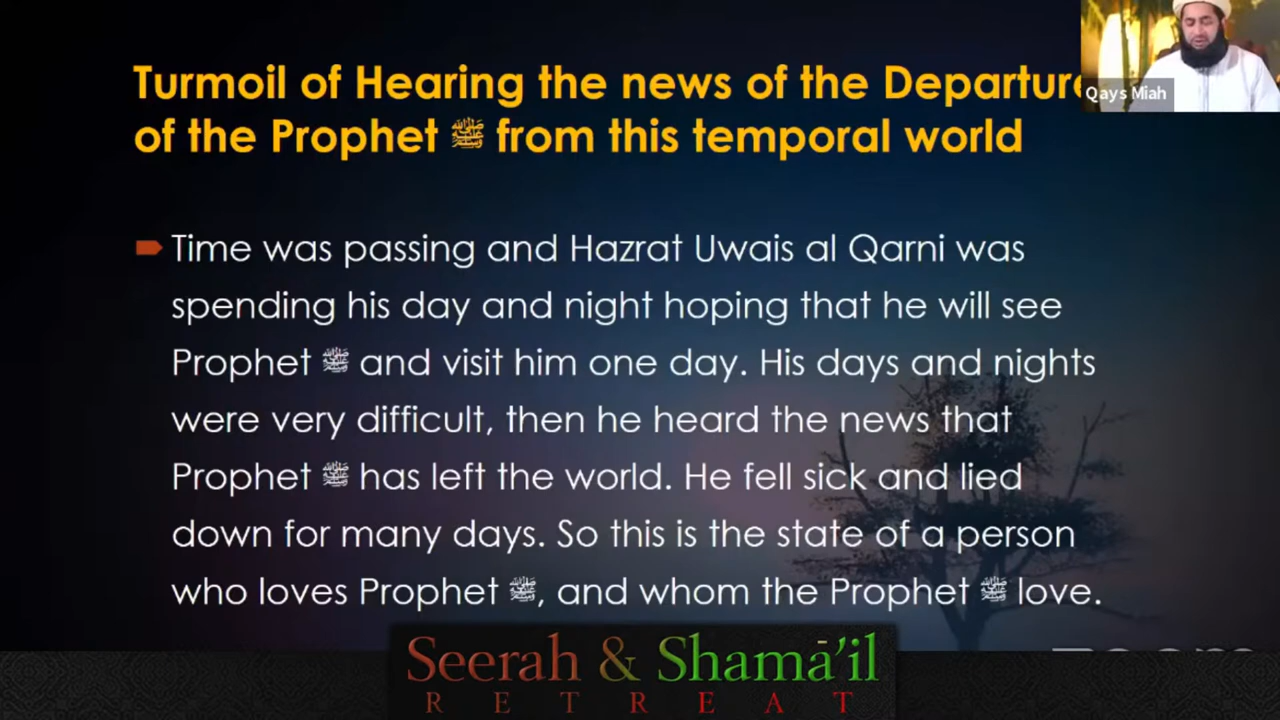 Turmoil of Hearing the news of the Departure
of the Prophet ﷺ from this temporal world
Qays Miah
Time was passing and Hazrat Uwais al Qarni was
spending his day and night hoping that he will see
Prophet ﷺ and visit him one day. His days and nights
were very difficult, then he heard the news that
Prophet ﷺ has left the world. He fell sick and lied
down for many days. So this is the state of a person
who loves Prophet ﷺ, and whom the Prophet ﷺ love.
Seerah & Shamā’il
RETREAT